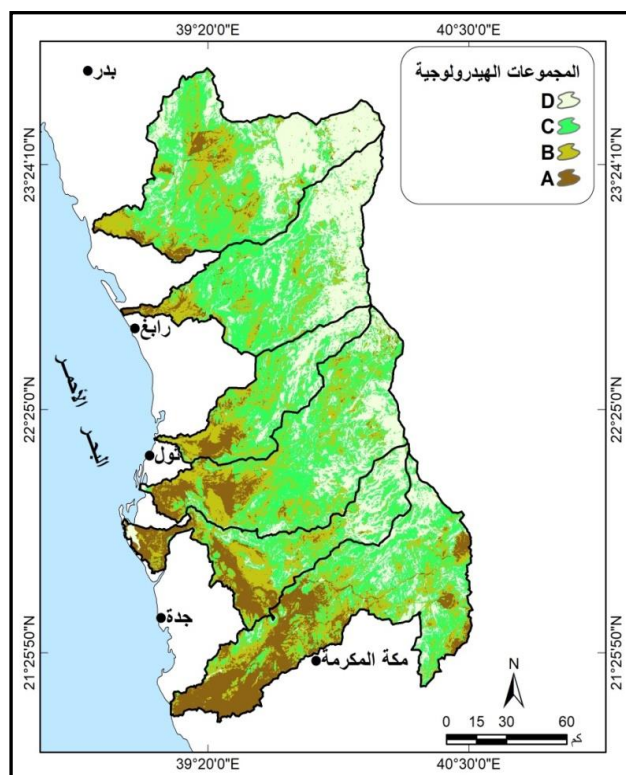 39°20'0"E
40°30'0"E
بدر
المجموعات الهيدرولوجية
D
C
B
A
23°24'10"N
23°24'10"N
رابغ
البحر الأحمر
22°25'0"N
22°25'0"N
ثول
جدة
مكة المكرمة
21°25'50"N
21°25'50"N
N
0 15 30 60
كم
39°20'0"E
40°30'0"E